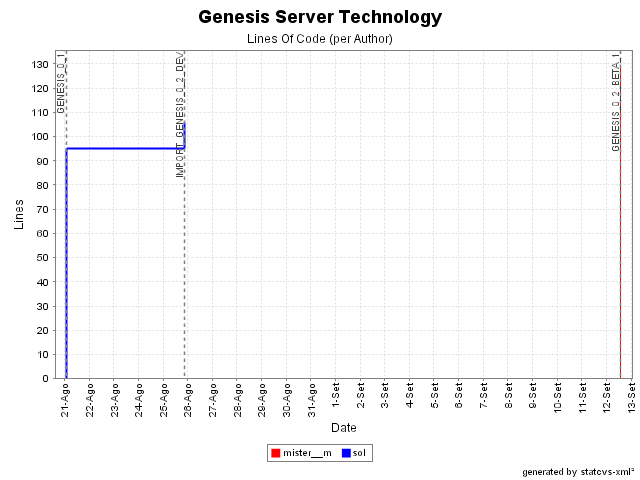 Genesis Server Technology
Lines Of Code (per Author)
GENESIS_0_1
IMPORT_GENESIS_0_2_DEV
GENESIS_0_2_BETA_1
Lines
130
120
110
100
90
80
70
60
50
40
30
20
10
0
21-Ago
22-Ago
23-Ago
24-Ago
25-Ago
26-Ago
27-Ago
28-Ago
29-Ago
30-Ago
31-Ago
1-Set
2-Set
3-Set
4-Set
5-Set
6-Set
7-Set
8-Set
9-Set
10-Set
11-Set
12-Set
13-Set
Date
mister__m sol
generated by statcvs-xml²